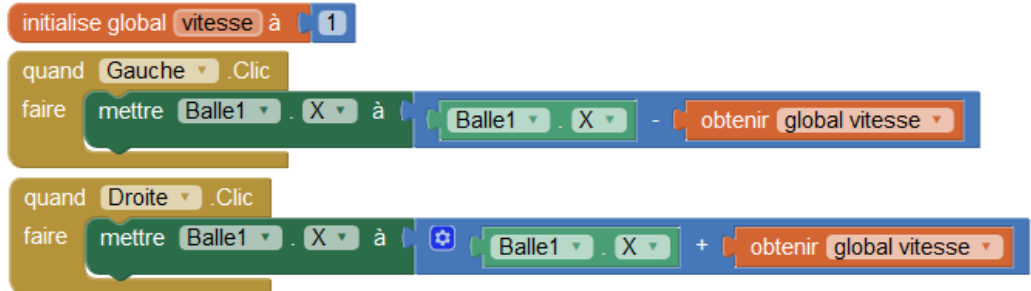 initialise global vitesse à 1
quand Gauche .Clic
faire mettre Balle1 . X à Balle1 . X - obtenir global vitesse
quand Droite .Clic
faire mettre Balle1 . X à Balle1 . X + obtenir global vitesse